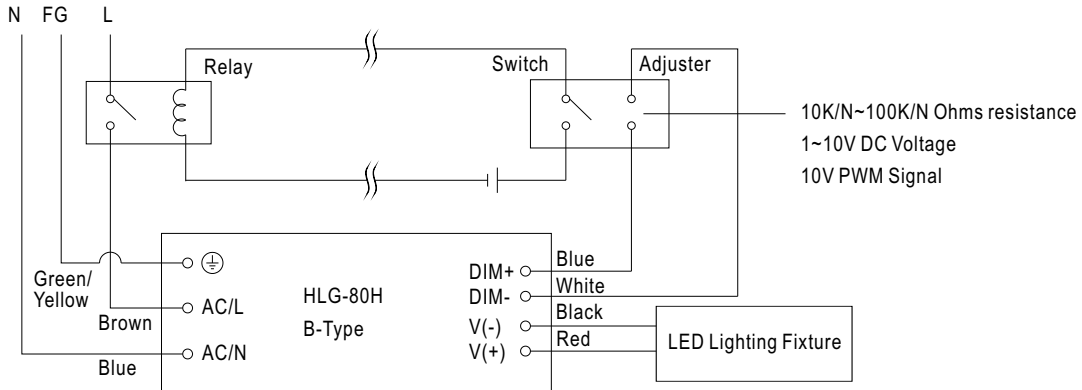 N FG L
Relay
Switch
Adjuster
10K/N~100K/N Ohms resistance
1~10V DC Voltage
10V PWM Signal
Green/
Yellow
Brown
Blue
AC/L
AC/N
HLG-80H
B-Type
DIM+
DIM-
V(-)
V(+)
Blue
White
Black
Red
LED Lighting Fixture